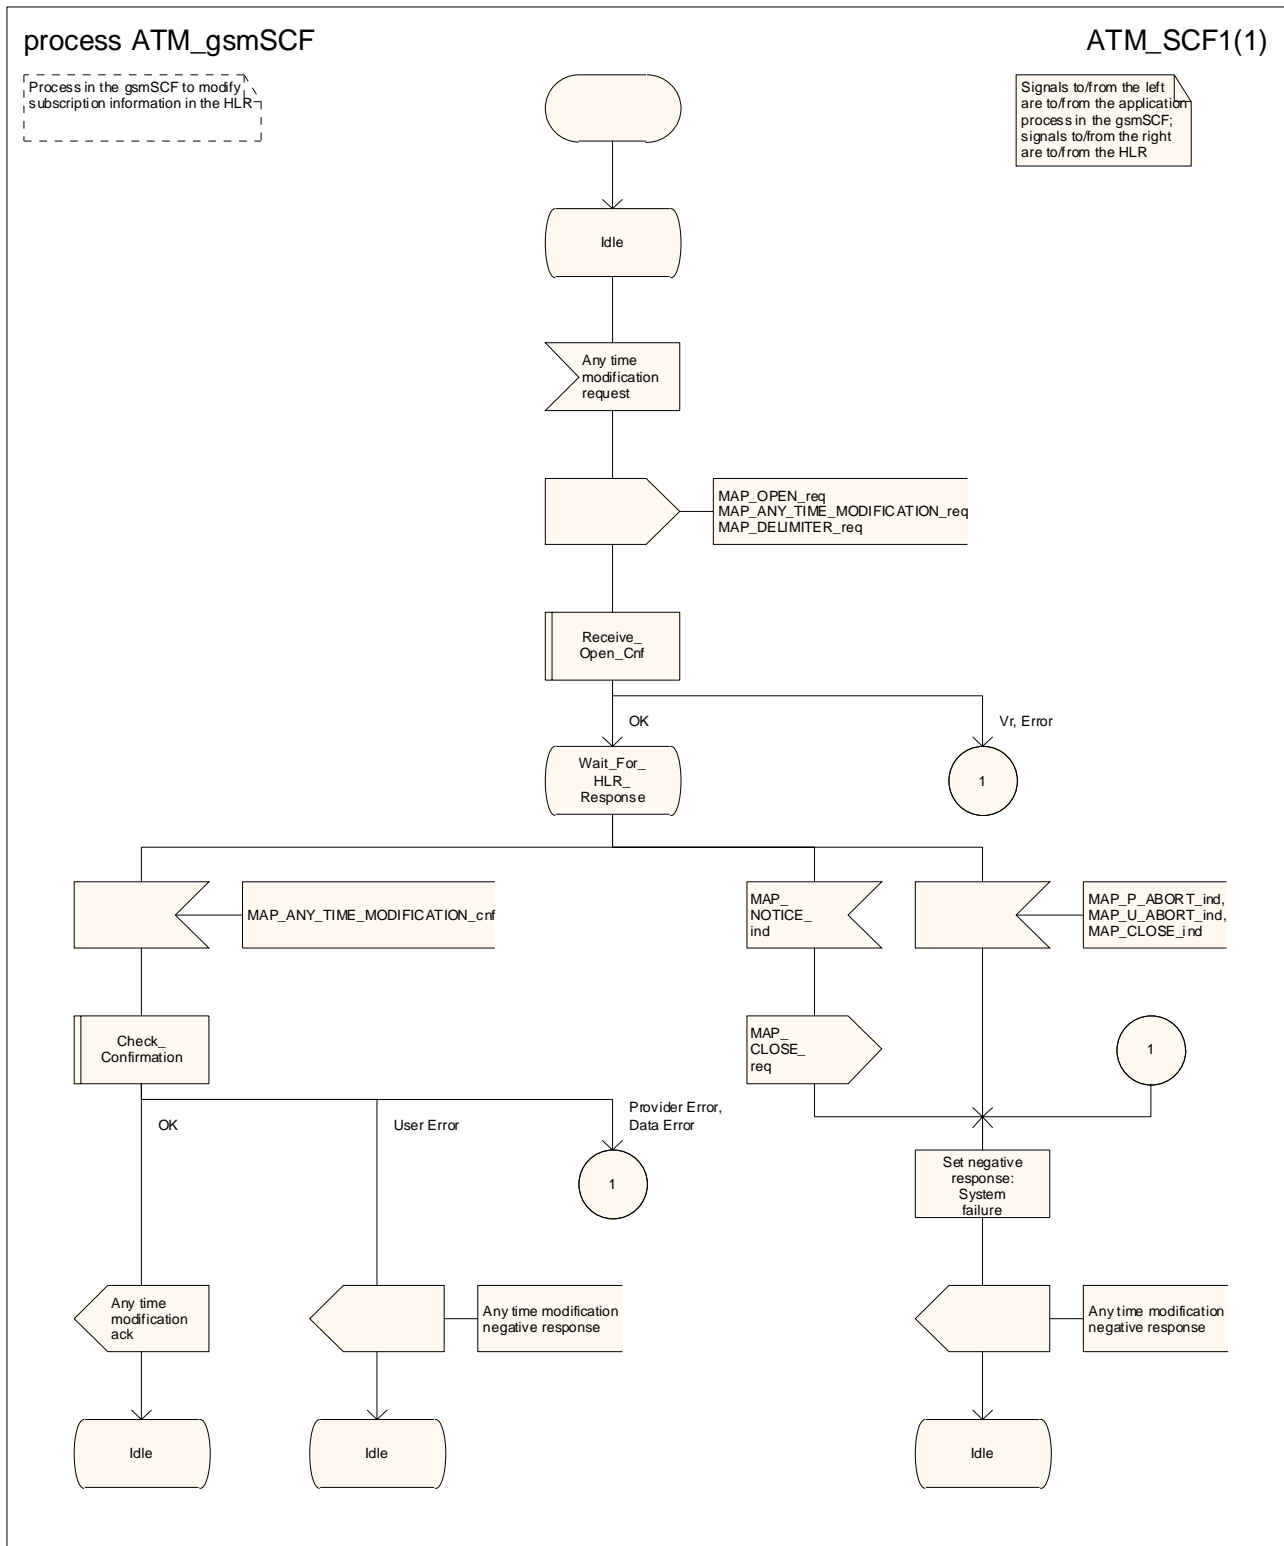 process ATM_gsmSCF
ATM_SCF1(1)
Process in the gsmSCF to modify
subscription information in the HLR
Signals to/from the left
are to/from the application
process in the gsmSCF;
signals to/from the right
are to/from the HLR
Idle
Any time
modification
request
MAP_OPEN_req
MAP_ANY_TIME_MODIFICATION_req
MAP_DELIMITER_req
Receive_
Open_Cnf
OK
Vr, Error
Wait_For_
HLR_
Response
1
MAP_ANY_TIME_MODIFICATION_cnf
MAP_
NOTICE_
ind
MAP_P_ABORT_ind,
MAP_U_ABORT_ind,
MAP_CLOSE_ind
Check_
Confirmation
MAP_
CLOSE_
req
1
OK
User Error
Provider Error,
Data Error
1
Set negative
response:
System
failure
Any time
modification
ack
Any time modification
negative response
Any time modification
negative response
Idle
Idle
Idle